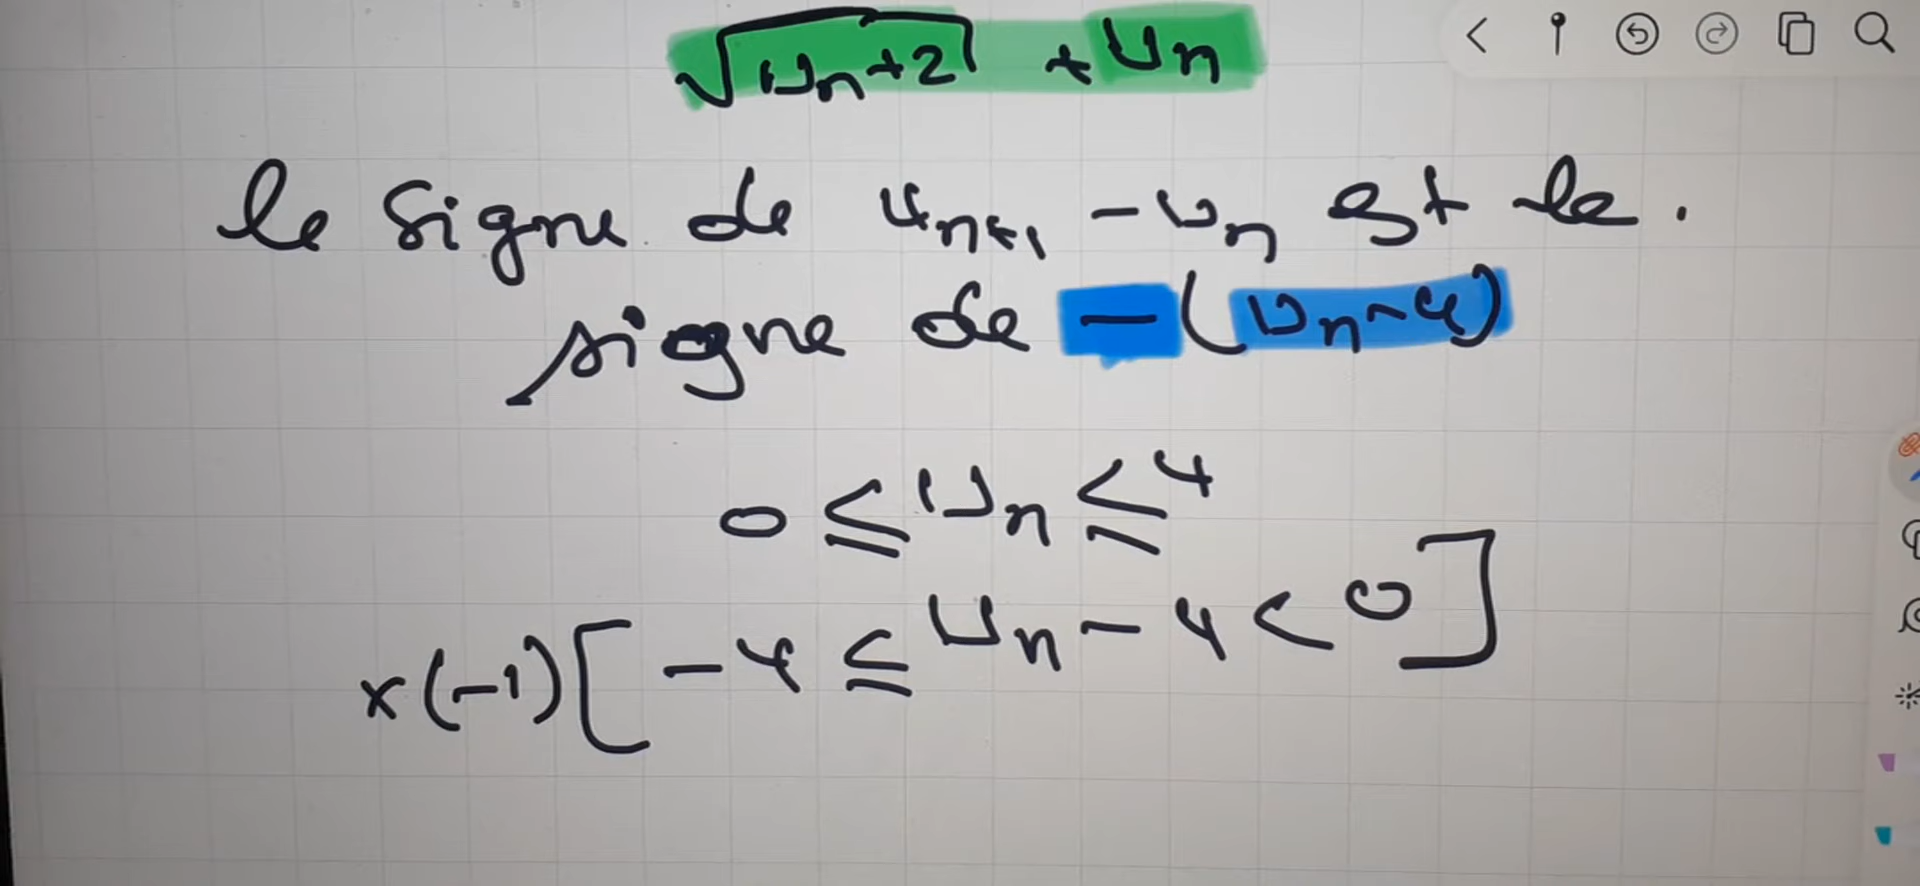 √(Un+2) + Un
le signe de Un+1 - Un est le.
signe de -(Un-4)
0 ≤ Un ≤ 4
x(-1)[-4 ≤ Un - 4 < 0]